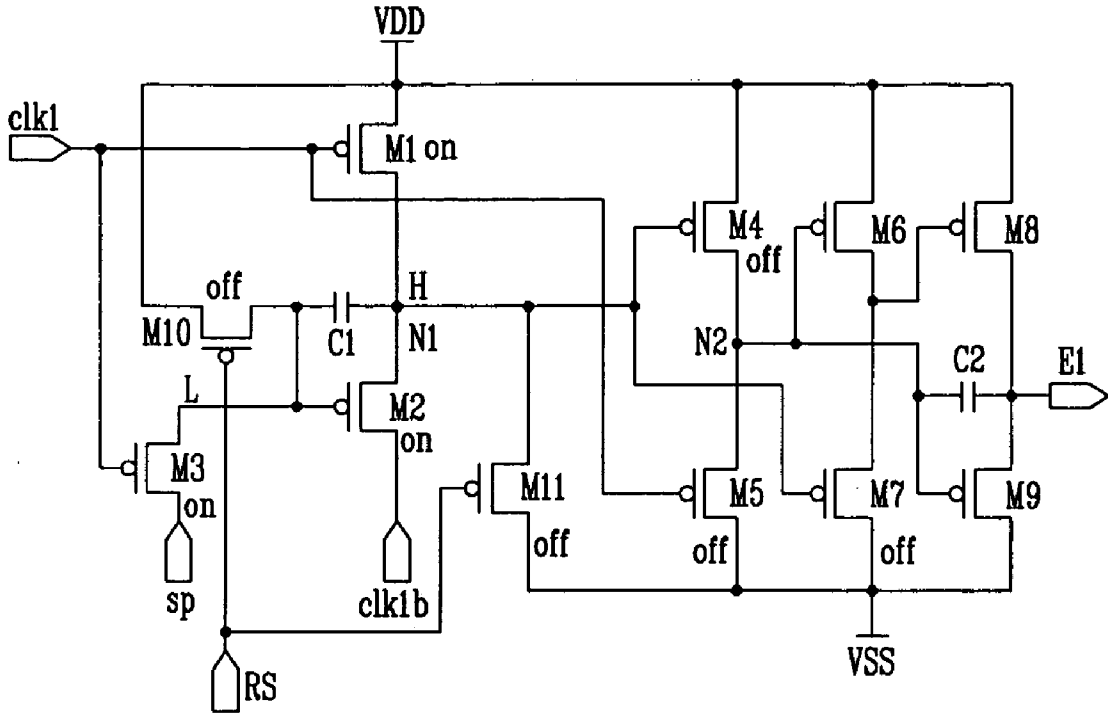 VDD
clk1
M1 on
M4
off
M6
M8
off
H
M10
C1
N1
N2
C2
E1
L
M2
on
M3
on
M11
off
M5
off
M7
off
M9
sp
clk1b
VSS
RS